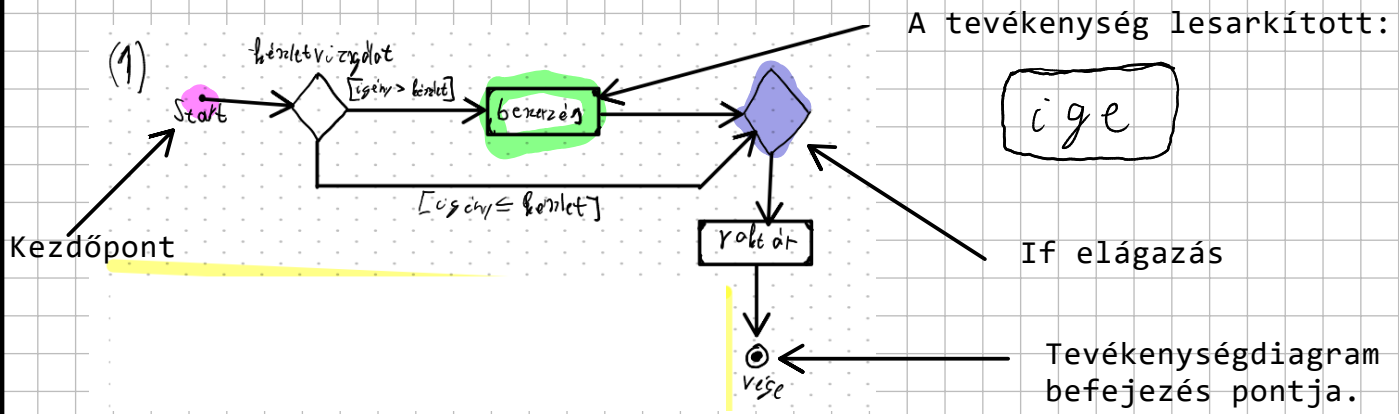 A tevékenység lesarkított:
(1)
készletvizsgálat
[igény > készlet]
Start
beszerzés
ige
[igény ≤ készlet]
raktár
Kezdőpont
If elágazás
Tevékenységdiagram
befejezés pontja.
vége